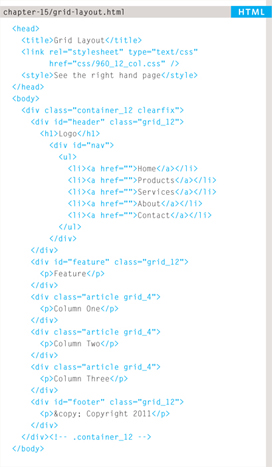 chapter-15/grid-layout.html HTML
<head>
<title>Grid Layout</title>
<link rel="stylesheet" type="text/css"
href="css/960_12_col.css" />
<style>See the right hand page</style>
</head>
<body>
<div class="container_12 clearfix">
<div id="header" class="grid_12">
<h1>Logo</h1>
<div id="nav">
<ul>
<li><a href="">Home</a></li>
<li><a href="">Products</a></li>
<li><a href="">Services</a></li>
<li><a href="">About</a></li>
<li><a href="">Contact</a></li>
</ul>
</div>
</div>
<div id="feature" class="grid_12">
<p>Feature</p>
</div>
<div class="article grid_4">
<p>Column One</p>
</div>
<div class="article grid_4">
<p>Column Two</p>
</div>
<div class="article grid_4">
<p>Column Three</p>
</div>
<div id="footer" class="grid_12">
<p>&copy; Copyright 2011</p>
</div>
</div><!-- .container_12 -->
</body>